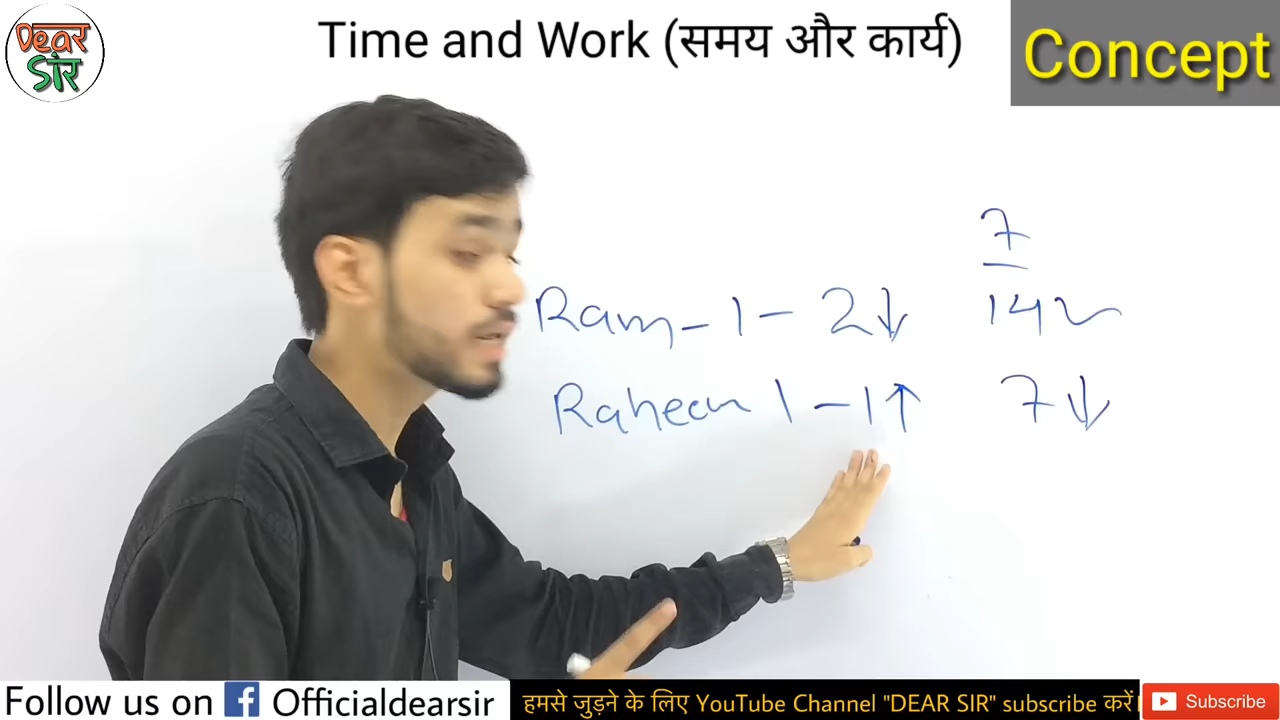 Dear
Sir
Time and Work (समय और कार्य)
Concept
7
Ram - 1 - 2↓ 14
Raheem 1 - 1↑ 7↓
Follow us on f Officialdearsir
हमसे जुड़ने के लिए YouTube Channel "DEAR SIR" subscribe करें!
Subscribe